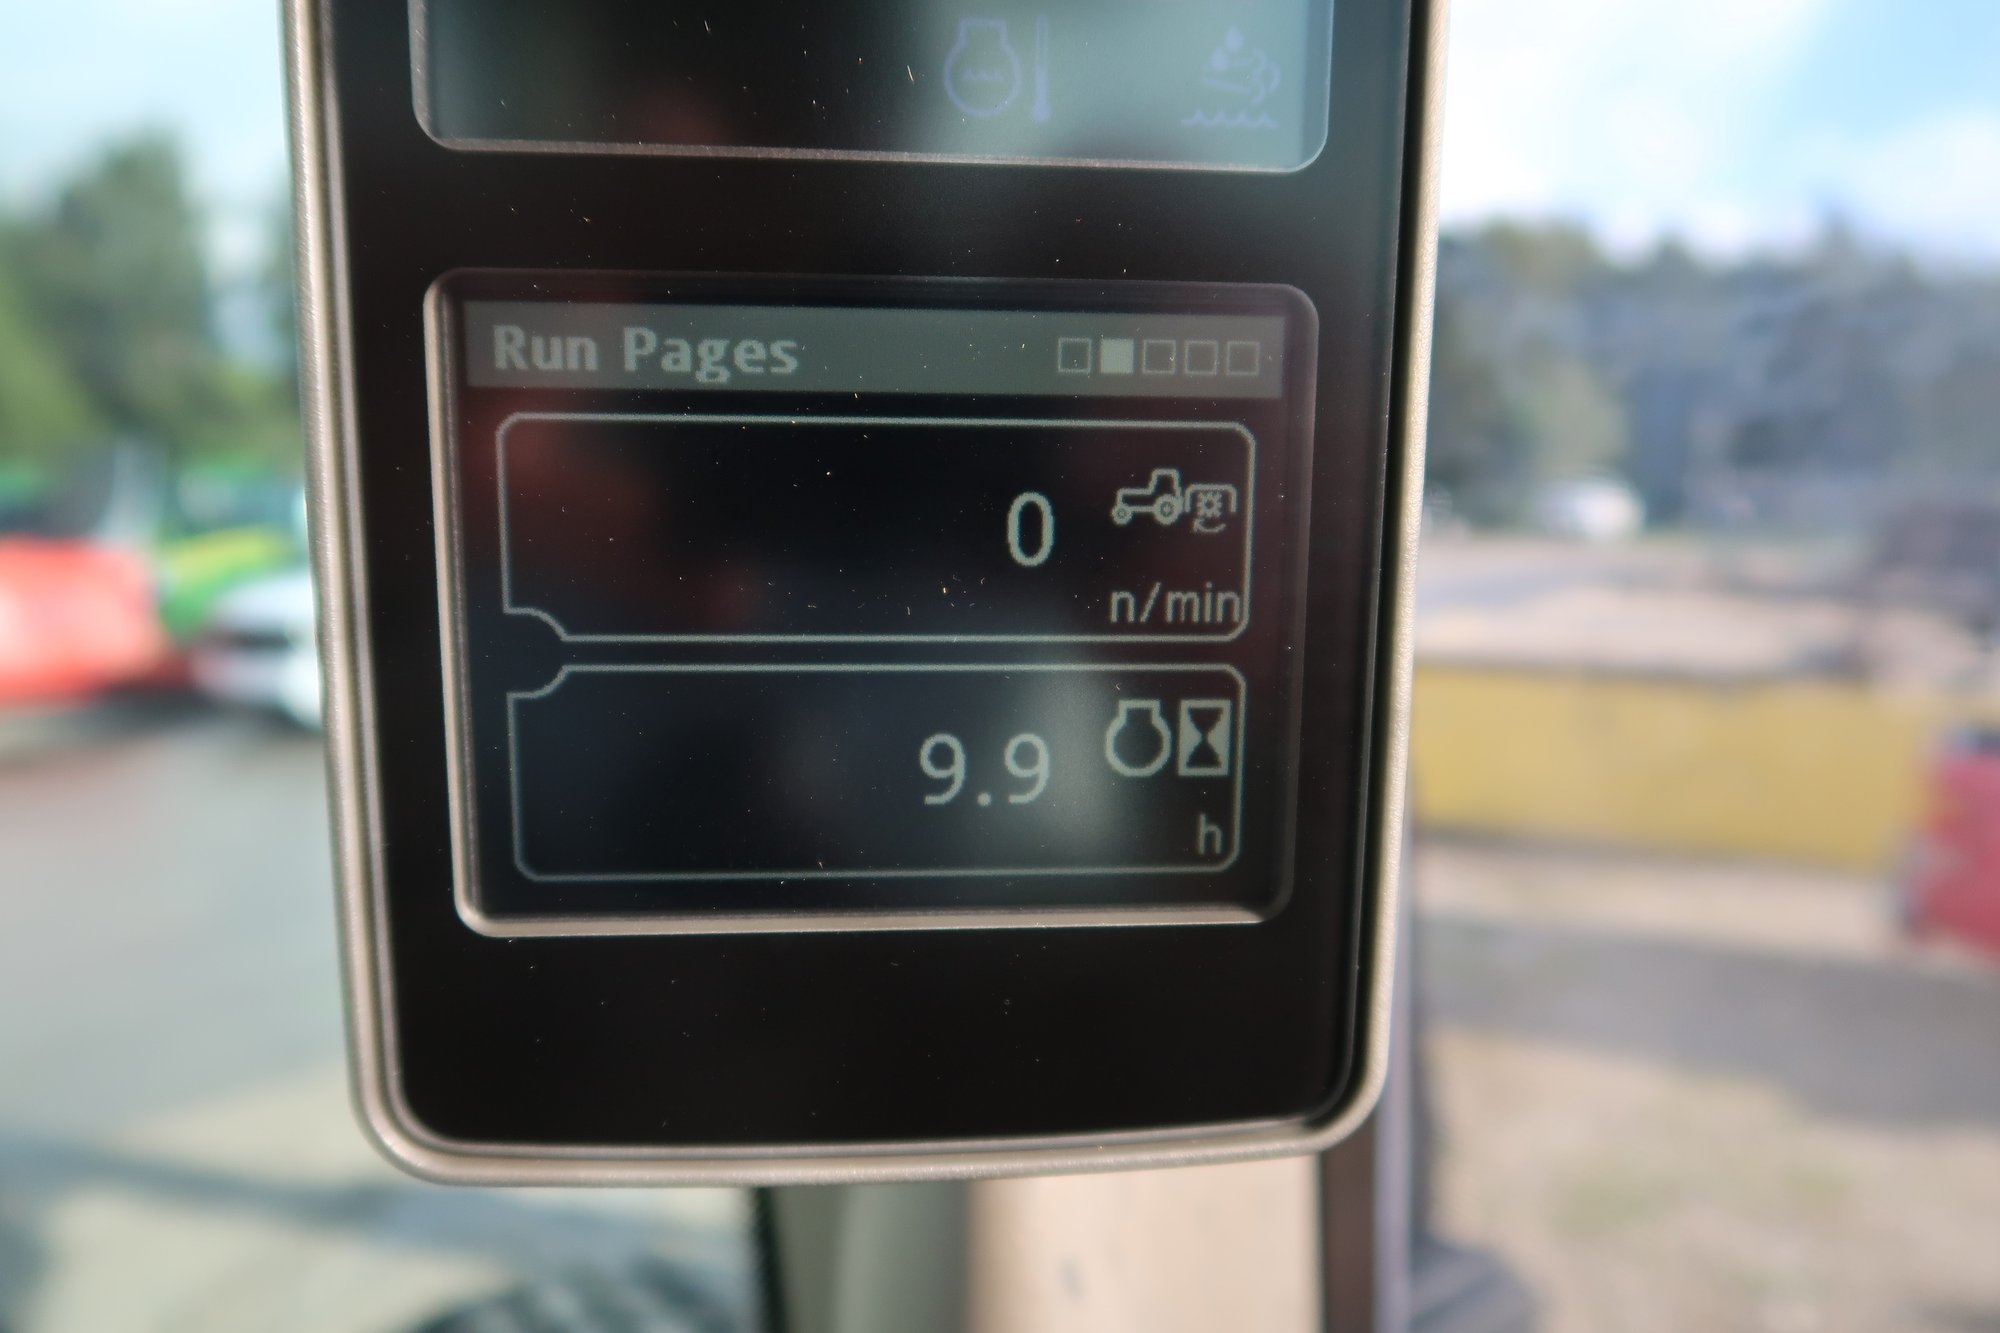 Run Pages
0
n/min
9.9
h